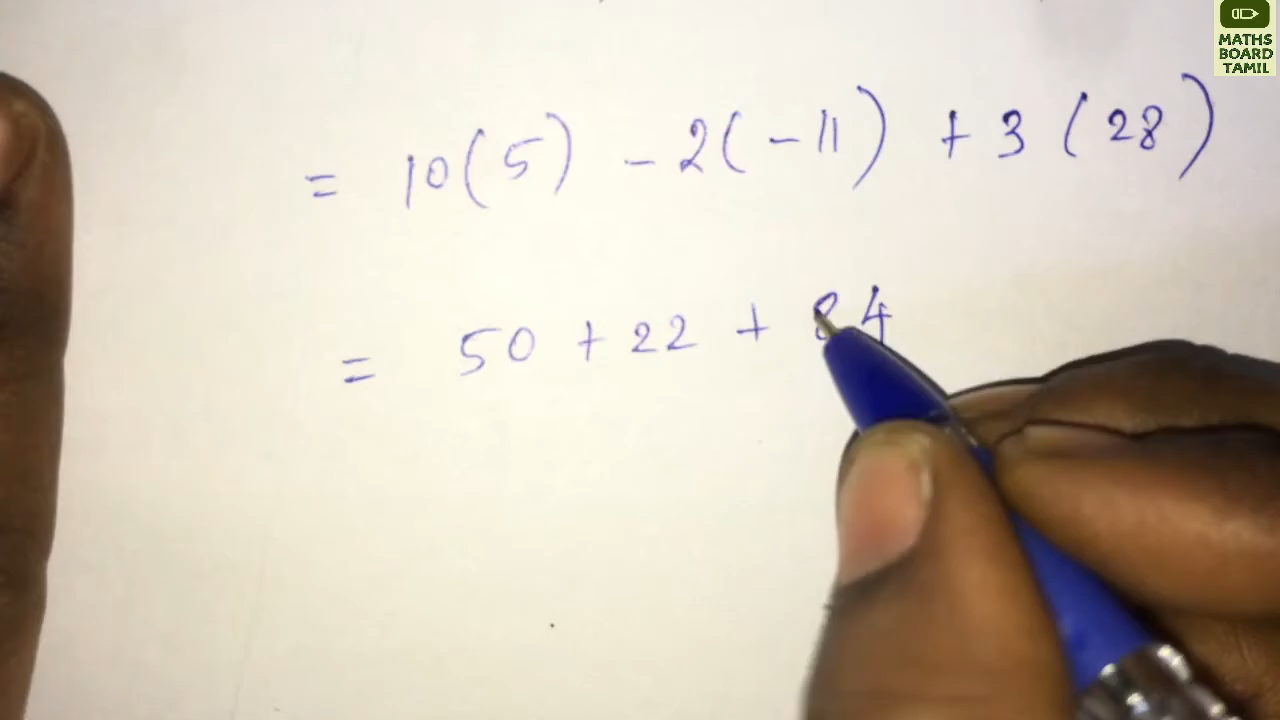 MATHS
BOARD
TAMIL
= 10(5) - 2(-11) + 3(28)
= 50 + 22 + 84